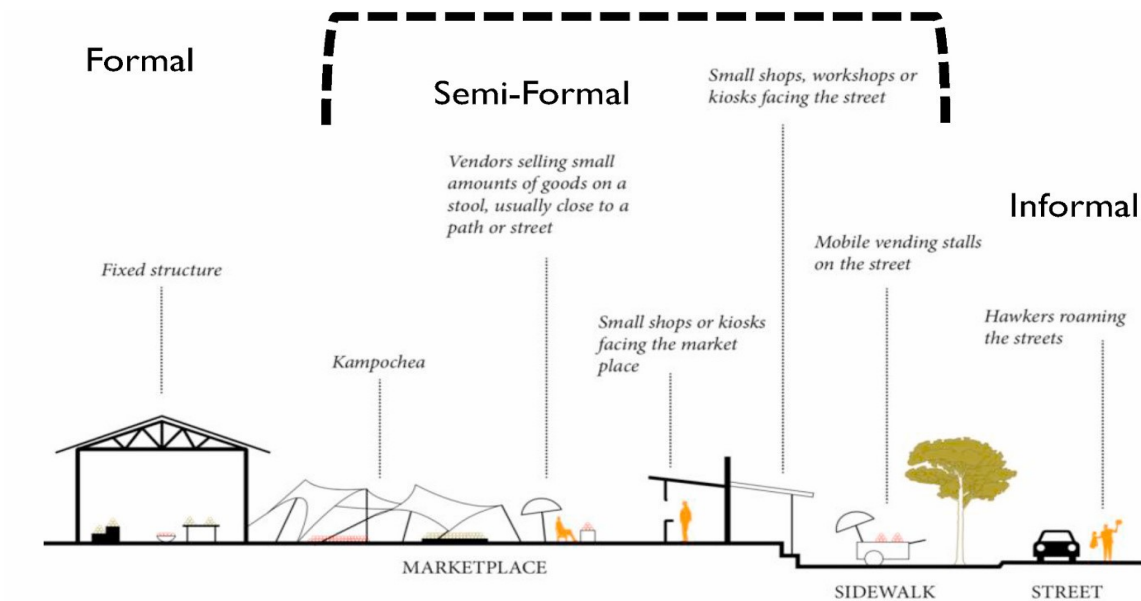 Formal
Semi-Formal
Small shops, workshops or
kiosks facing the street
Vendors selling small
amounts of goods on a
stool, usually close to a
path or street
Informal
Mobile vending stalls
on the street
Fixed structure
Small shops or kiosks
facing the market
place
Hawkers roaming
the streets
Kampochea
MARKETPLACE
SIDEWALK
STREET